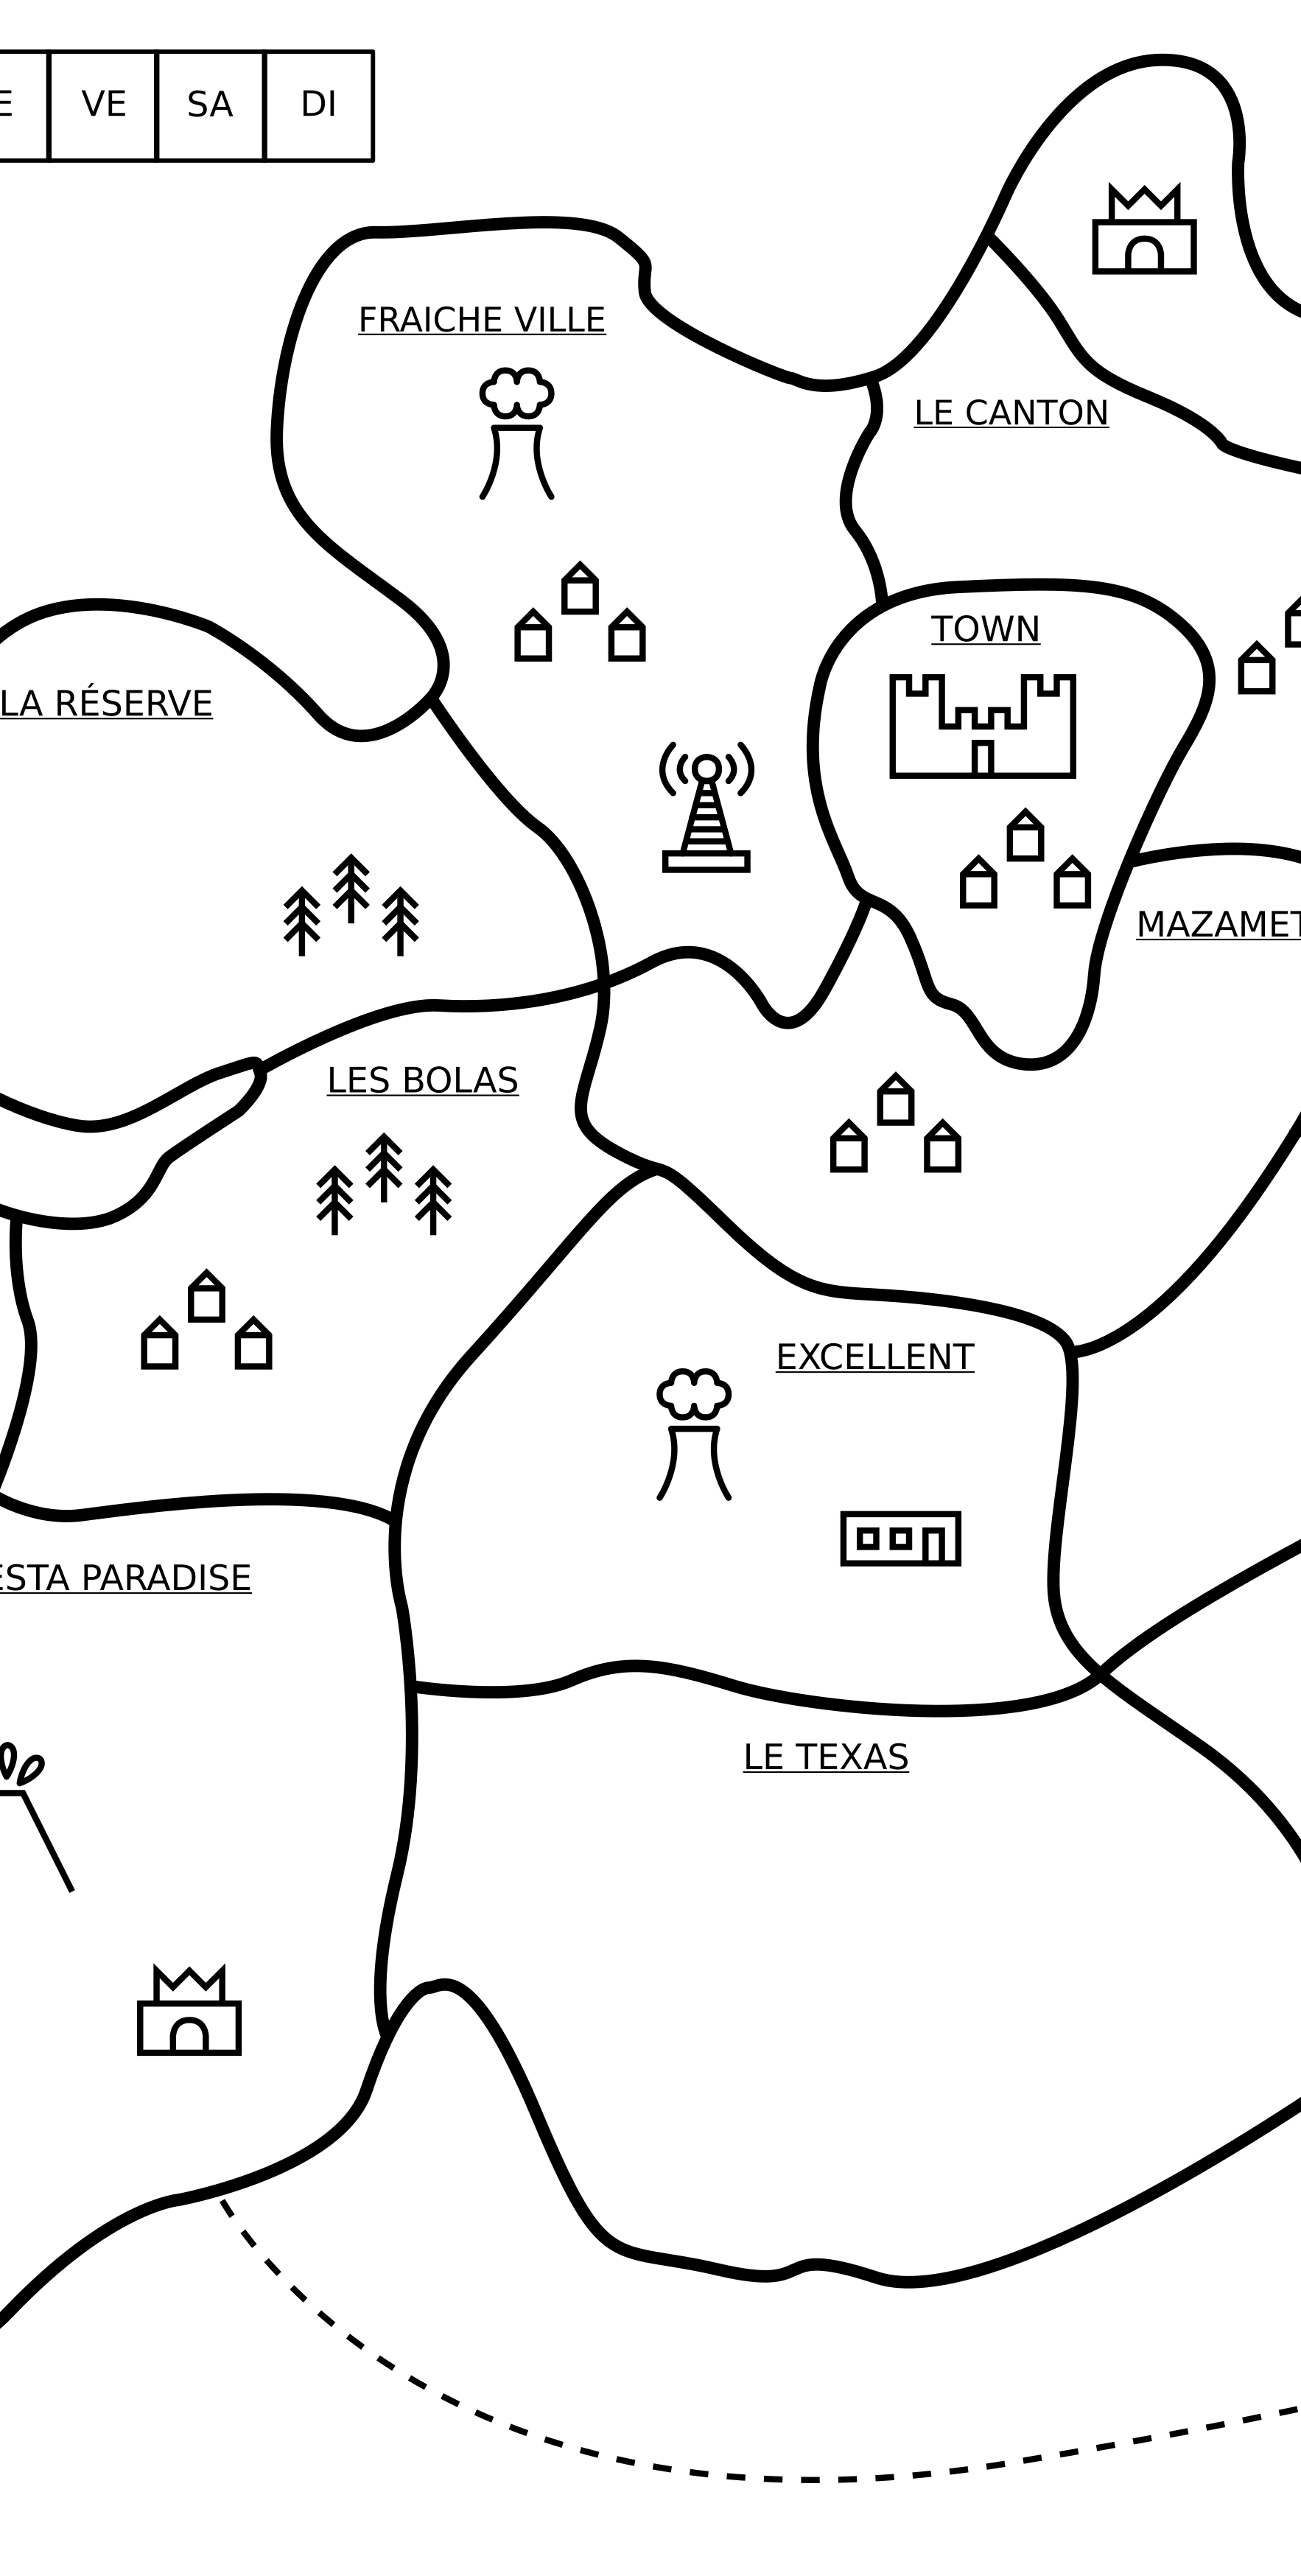 E VE SA DI
FRAICHE VILLE
LE CANTON
TOWN
LA RÉSERVE
MAZAMET
LES BOLAS
EXCELLENT
ESTA PARADISE
LE TEXAS